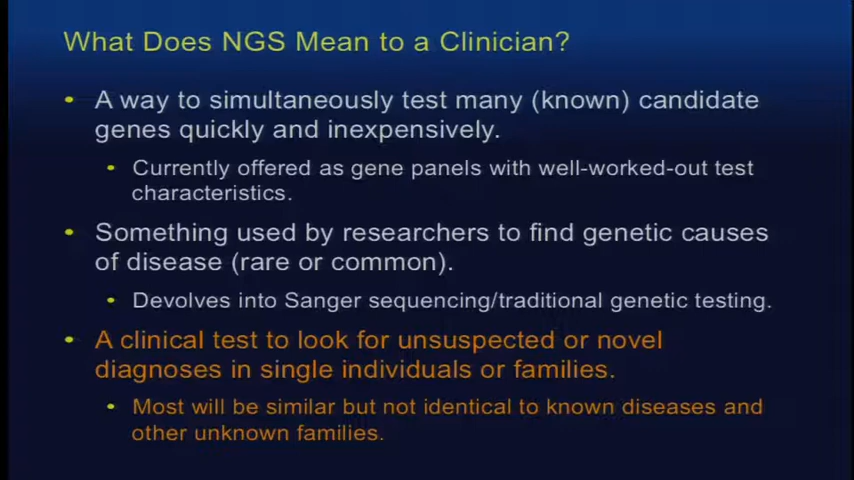 What Does NGS Mean to a Clinician?
• A way to simultaneously test many (known) candidate
genes quickly and inexpensively.
• Currently offered as gene panels with well-worked-out test
characteristics.
• Something used by researchers to find genetic causes
of disease (rare or common).
• Devolves into Sanger sequencing/traditional genetic testing.
• A clinical test to look for unsuspected or novel
diagnoses in single individuals or families.
• Most will be similar but not identical to known diseases and
other unknown families.